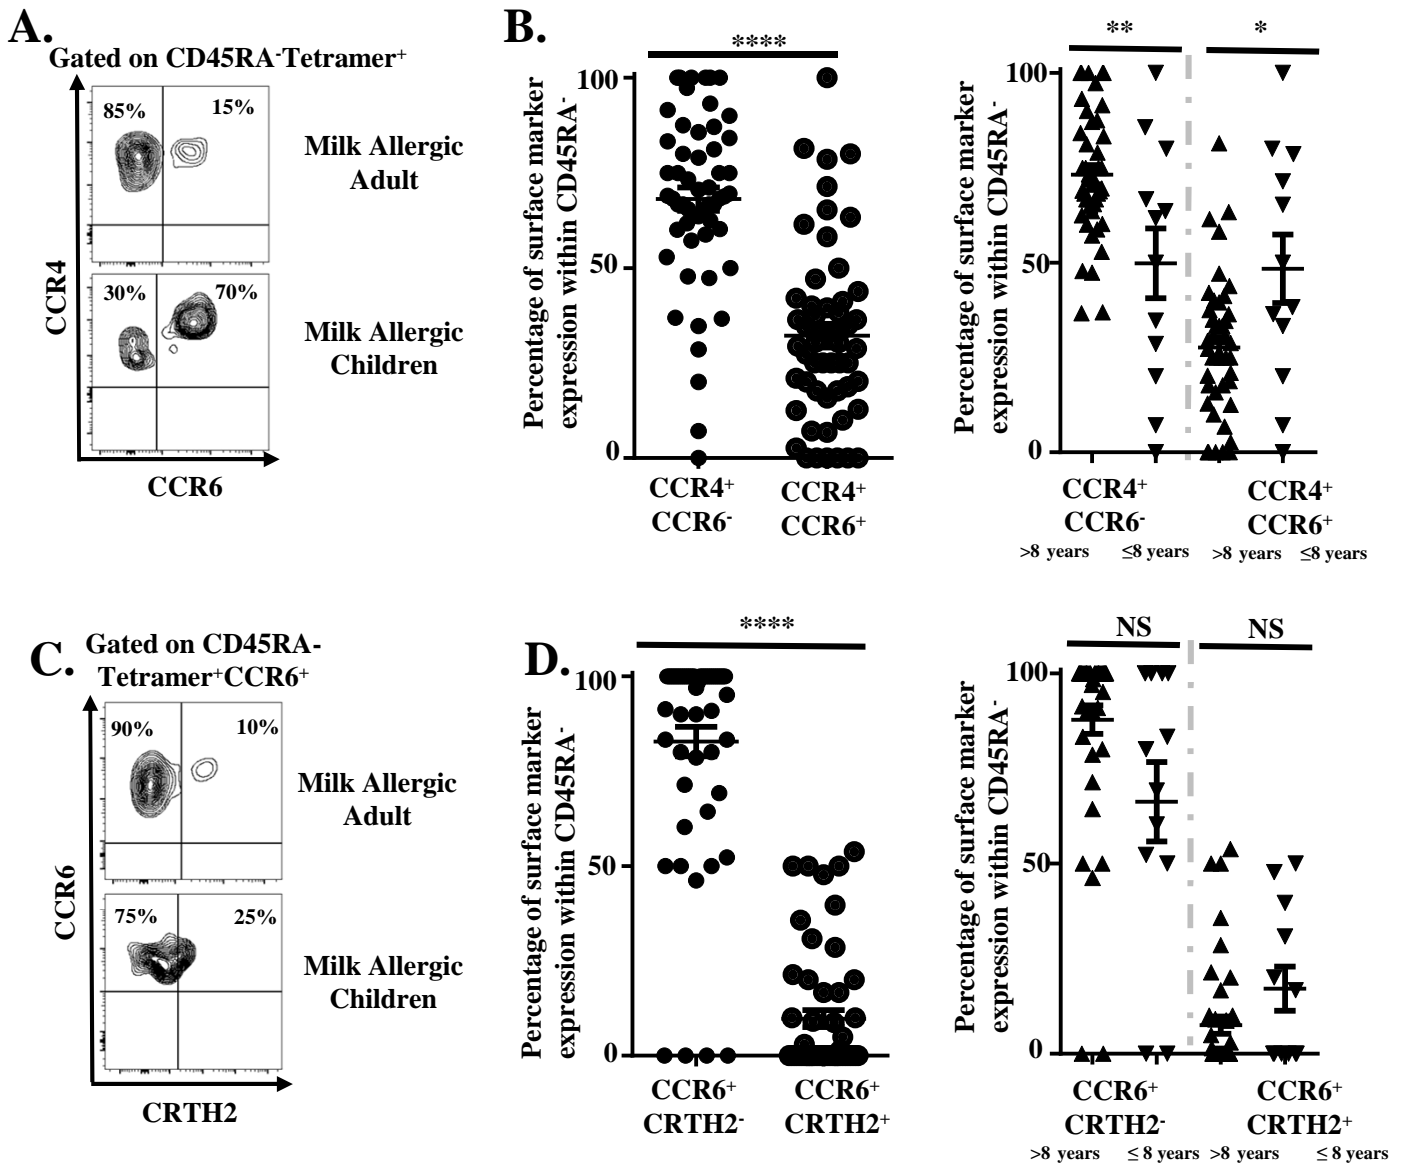 A.
Gated on CD45RA⁻Tetramer⁺
85%
15%
Milk Allergic
Adult
30%
70%
Milk Allergic
Children
CCR4
CCR6
B.
****
Percentage of surface marker
expression within CD45RA⁻
100
50
0
CCR4⁺
CCR6⁻
CCR4⁺
CCR6⁺
**
*
Percentage of surface marker
expression within CD45RA⁻
100
50
0
CCR4⁺
CCR6⁻
CCR4⁺
CCR6⁺
>8 years
≤8 years
>8 years
≤8 years
C.
Gated on CD45RA-
Tetramer⁺CCR6⁺
90%
10%
Milk Allergic
Adult
75%
25%
Milk Allergic
Children
CCR6
CRTH2
D.
****
Percentage of surface marker
expression within CD45RA⁻
100
50
0
CCR6⁺
CRTH2⁻
CCR6⁺
CRTH2⁺
NS
NS
Percentage of surface marker
expression within CD45RA⁻
100
50
0
CCR6⁺
CRTH2⁻
CCR6⁺
CRTH2⁺
>8 years
≤ 8 years
>8 years
≤ 8 years